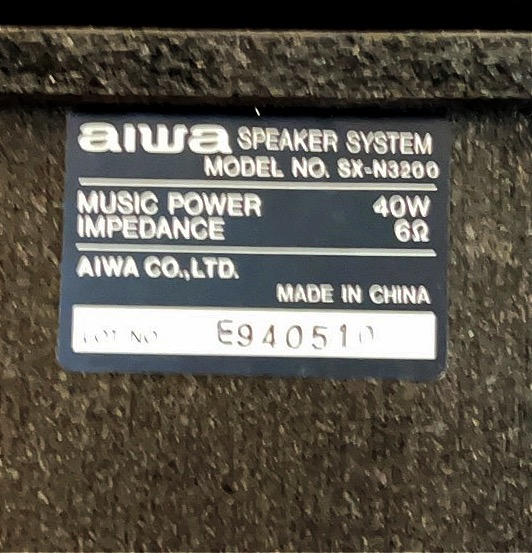 aiwa SPEAKER SYSTEM
MODEL NO. SX-N3200
MUSIC POWER 40W
IMPEDANCE 6Ω
AIWA CO.,LTD.
MADE IN CHINA
LOT NO E940510